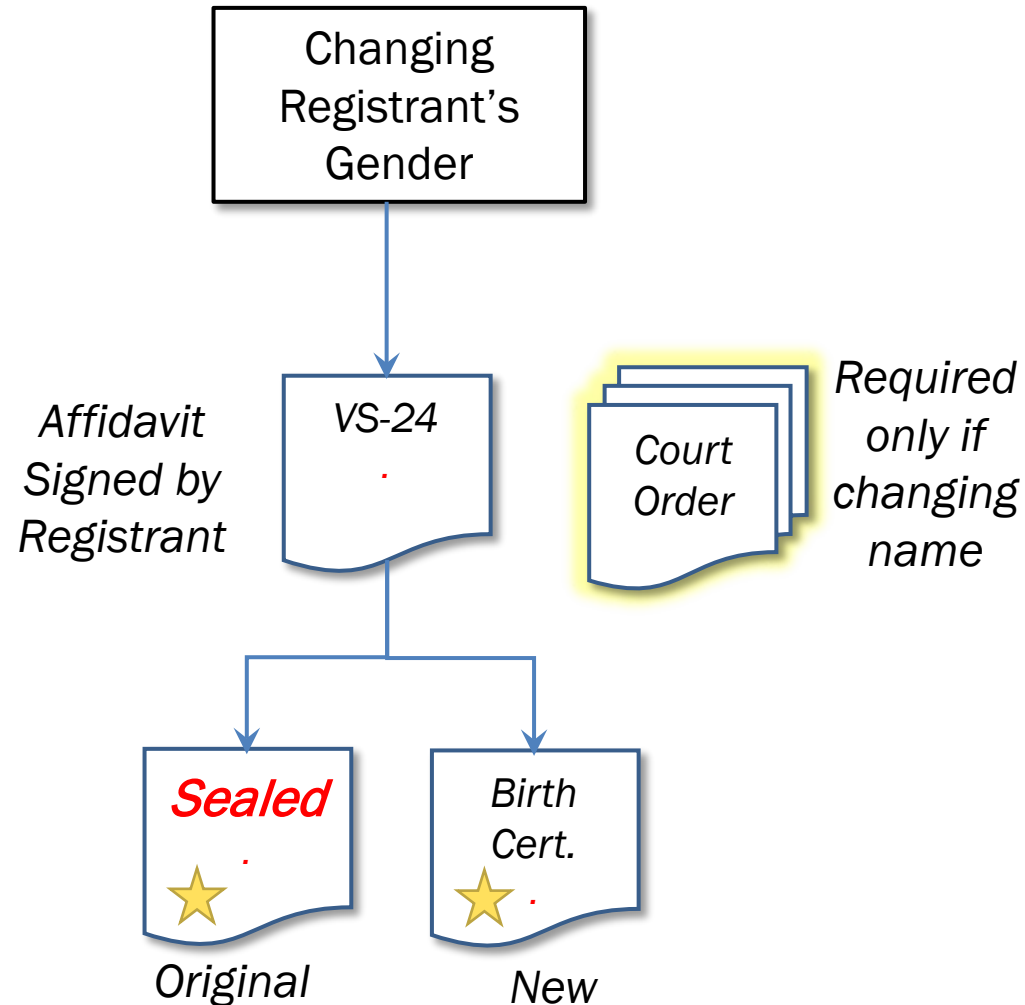 Changing
Registrant's
Gender
Affidavit
Signed by
Registrant
VS-24
.
Court
Order
Required
only if
changing
name
Sealed
.
Original
Birth
Cert.
.
New